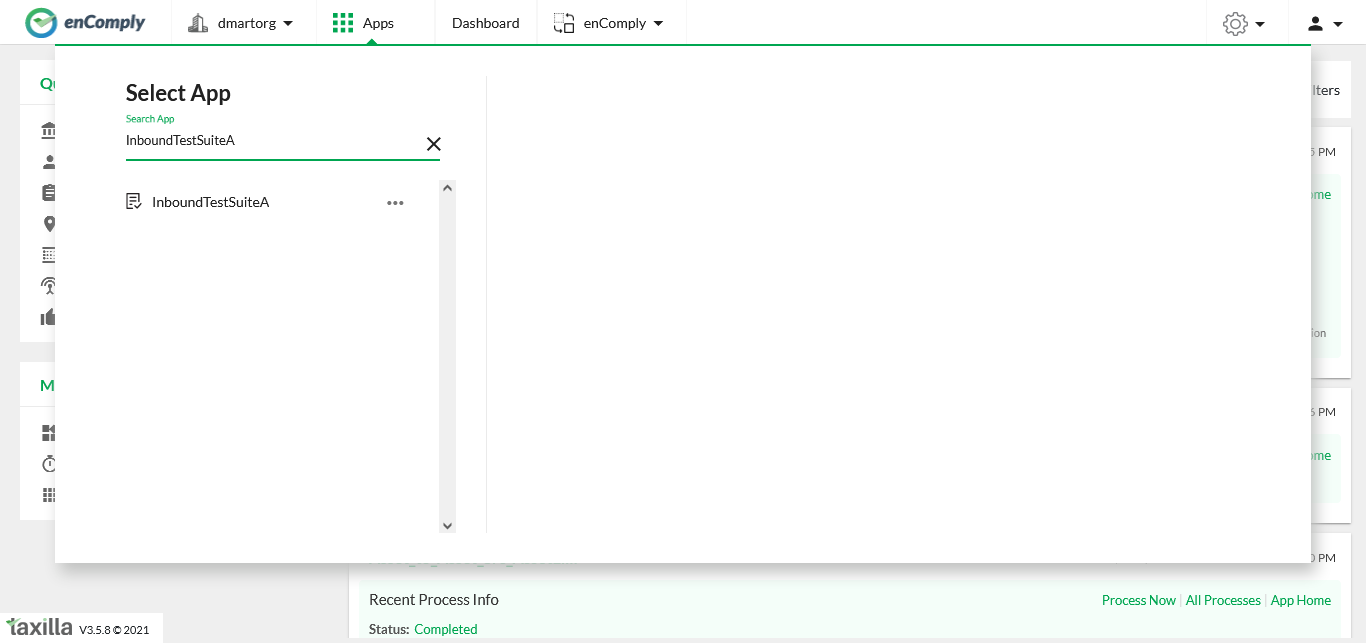 enComply
dmartorg
Apps
Dashboard
enComply
Select App
Search App
InboundTestSuiteA
InboundTestSuiteA
Qu
M
lters
5 PM
ome
ion
6 PM
ome
0 PM
Recent Process Info
Process Now | All Processes | App Home
Status: Completed
taxilla V3.5.8 © 2021